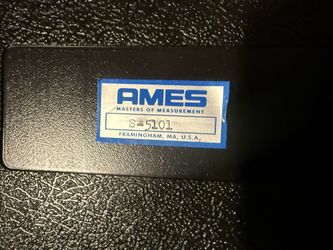 AMES
MASTERS OF MEASUREMENT
S-5101
FRAMINGHAM, MA, U.S.A.